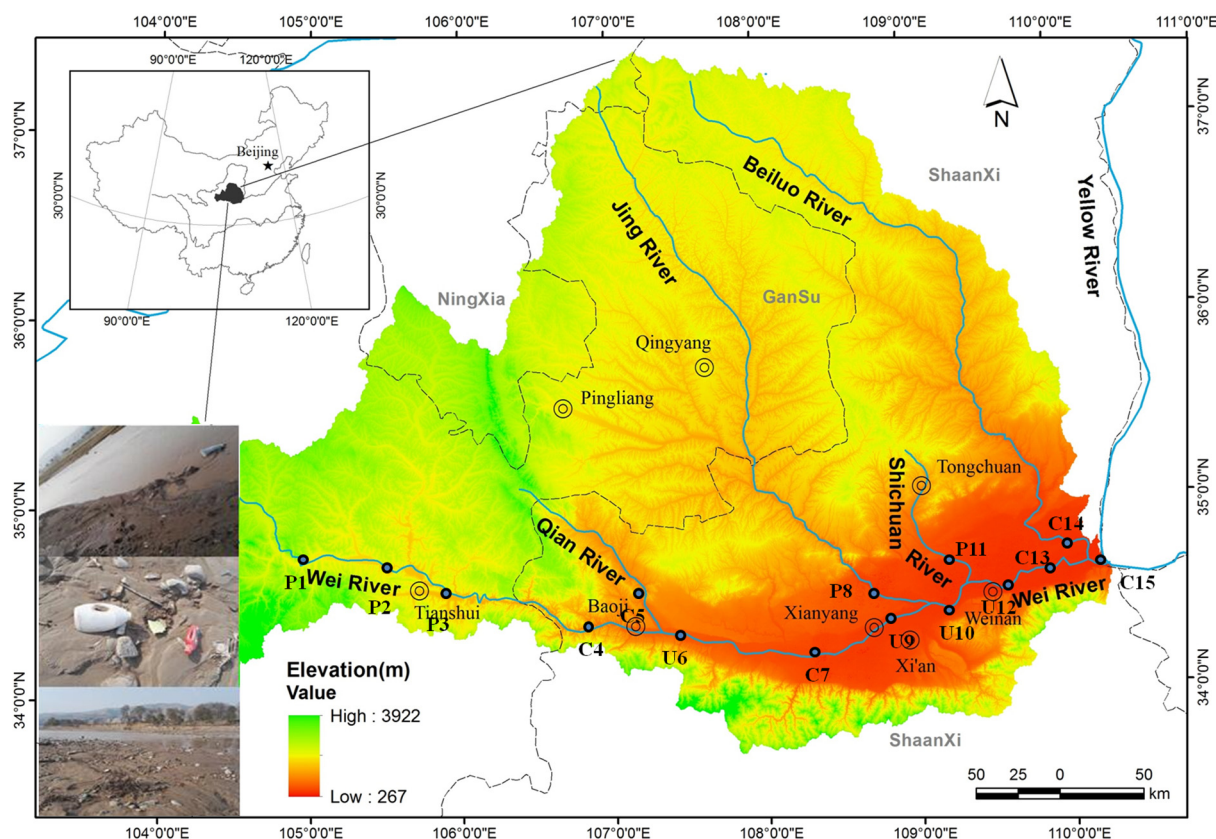 104°0'0"E
105°0'0"E
106°0'0"E
107°0'0"E
108°0'0"E
109°0'0"E
110°0'0"E
111°0'0"E
90°0'0"E
120°0'0"E
Beijing
30°0'0"N
30°0'0"N
90°0'0"E
120°0'0"E
37°0'0"N
36°0'0"N
35°0'0"N
34°0'0"N
37°0'0"N
36°0'0"N
35°0'0"N
34°0'0"N
N
ShaanXi
Beiluo River
Jing River
Yellow River
NingXia
GanSu
Qingyang
Pingliang
Tongchuan
Shichuan
River
Qian River
P1
Wei River
P2
Tianshui
P3
C4
Baoji
C5
U6
C7
P8
Xianyang
U9
Xi'an
U10
P11
U12
Weinan
C13
C14
Wei River
C15
ShaanXi
Elevation(m)
Value
High : 3922
Low : 267
50 25 0 50
km
104°0'0"E
105°0'0"E
106°0'0"E
107°0'0"E
108°0'0"E
109°0'0"E
110°0'0"E